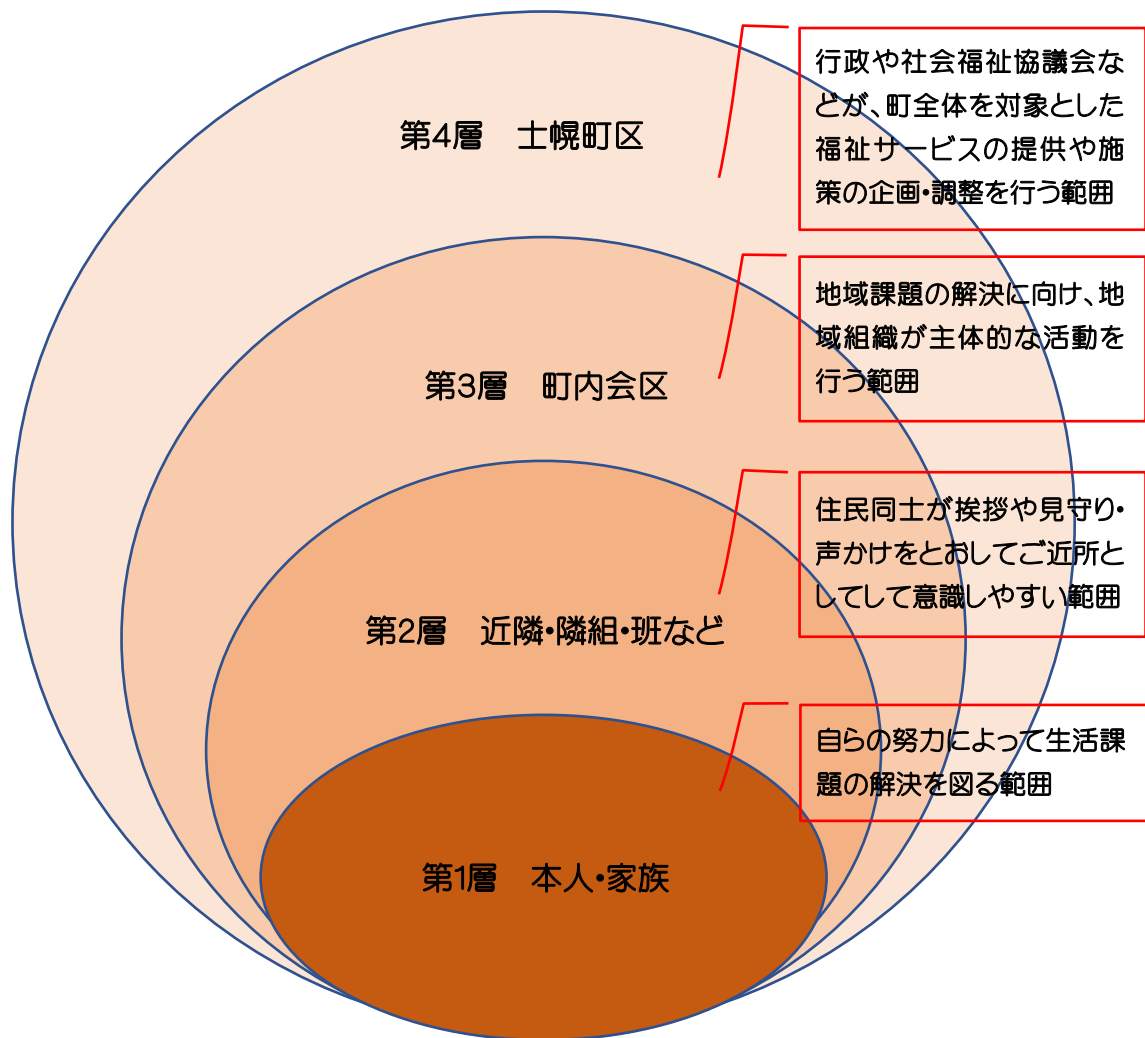 第4層　士幌町区
行政や社会福祉協議会な
どが、町全体を対象とした
福祉サービスの提供や施
策の企画・調整を行う範囲
第3層　町内会区
地域課題の解決に向け、地
域組織が主体的な活動を
行う範囲
第2層　近隣・隣組・班など
住民同士が挨拶や見守り・
声かけをとおしてご近所と
してして意識しやすい範囲
第1層　本人・家族
自らの努力によって生活課
題の解決を図る範囲